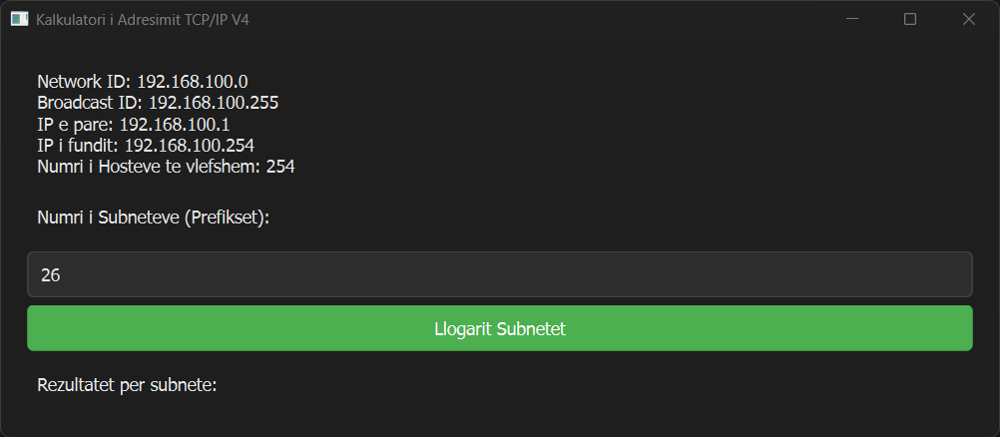 Kalkulatori i Adresimit TCP/IP V4
Network ID: 192.168.100.0
Broadcast ID: 192.168.100.255
IP e pare: 192.168.100.1
IP i fundit: 192.168.100.254
Numri i Hosteve te vlefshem: 254
Numri i Subneteve (Prefikset):
26
Llogarit Subnetet
Rezultatet per subnete: